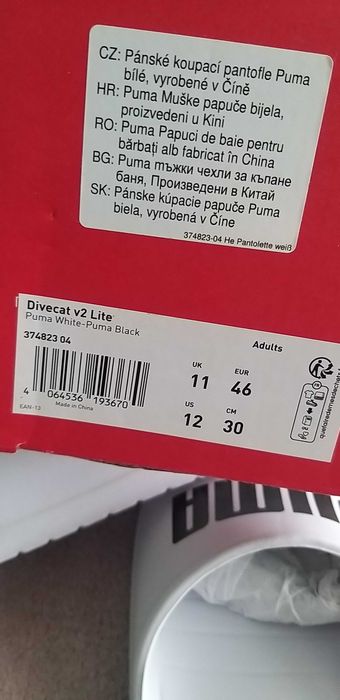 CZ: Pánské koupací pantofle Puma
bílé, vyrobené v Číně
HR: Puma Muške papuče bijela,
proizvedeni u Kini
RO: Puma Papuci de baie pentru
bărbați alb fabricat în China
BG: Puma тъжки чехли за къпане
баня, Произведени в Китай
SK: Pánske kúpacie papuče Puma
biela, vyrobená v Číne
374823-04 He Pantolette weiß
Divecat v2 Lite
Puma White-Puma Black
374823 04
Adults
UK
11
EUR
46
US
12
CM
30
4 064536 193670
EAN-13
Made in China
quefairedemesdechets.fr
PUMA